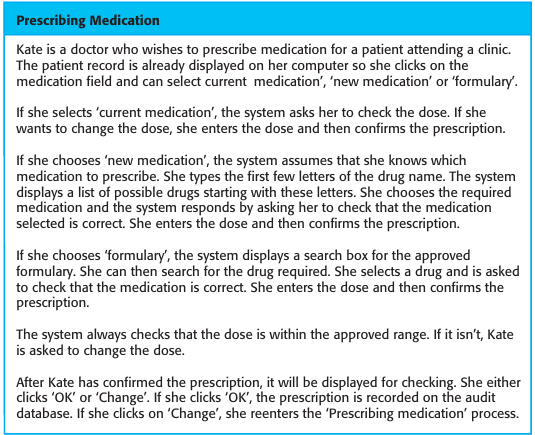 Prescribing Medication
Kate is a doctor who wishes to prescribe medication for a patient attending a clinic.
The patient record is already displayed on her computer so she clicks on the
medication field and can select current  medication’, ‘new medication’ or ‘formulary’.
If she selects ‘current medication’, the system asks her to check the dose. If she
wants to change the dose, she enters the dose and then confirms the prescription.
If she chooses ‘new medication’, the system assumes that she knows which
medication to prescribe. She types the first few letters of the drug name. The system
displays a list of possible drugs starting with these letters. She chooses the required
medication and the system responds by asking her to check that the medication
selected is correct. She enters the dose and then confirms the prescription.
If she chooses ‘formulary’, the system displays a search box for the approved
formulary. She can then search for the drug required. She selects a drug and is asked
to check that the medication is correct. She enters the dose and then confirms the
prescription.
The system always checks that the dose is within the approved range. If it isn’t, Kate
is asked to change the dose.
After Kate has confirmed the prescription, it will be displayed for checking. She either
clicks ‘OK’ or ‘Change’. If she clicks ‘OK’, the prescription is recorded on the audit
database. If she clicks on ‘Change’, she reenters the ‘Prescribing medication’ process.